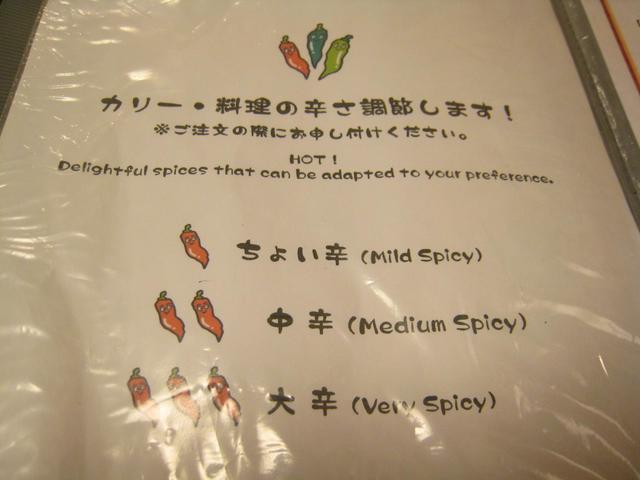 カリー・料理の辛さ調節します!
※ご注文の際にお申し付けください。
HOT!
Delightful spices that can be adapted to your preference.
ちょい辛 (Mild Spicy)
中辛 (Medium Spicy)
大辛 (Very Spicy)